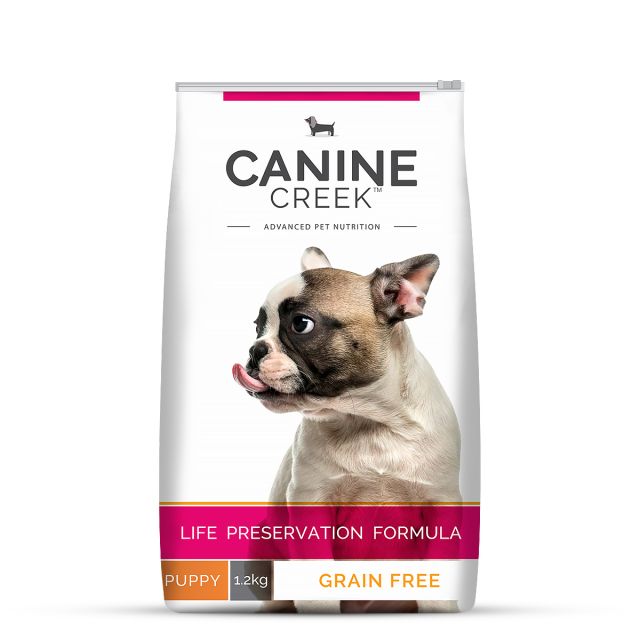 CANINE
CREEK™
ADVANCED PET NUTRITION
LIFE PRESERVATION FORMULA
PUPPY 1.2kg GRAIN FREE